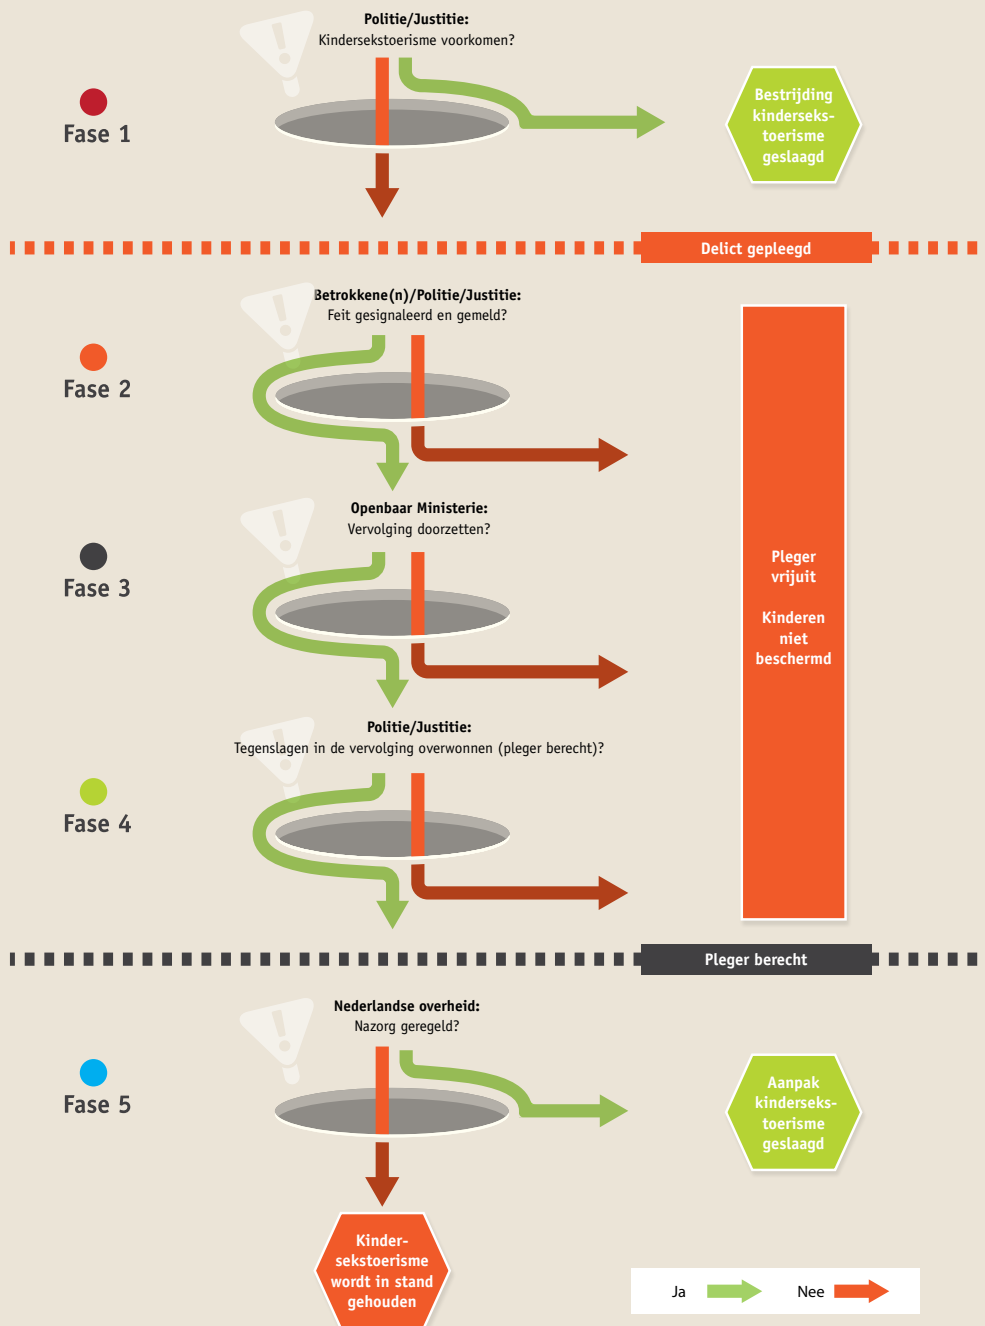 Politie/Justitie:
Kindersekstoerisme voorkomen?
Fase 1
Bestrijding
kinderseks-
toerisme
geslaagd
Delict gepleegd
Betrokkene(n)/Politie/Justitie:
Feit gesignaleerd en gemeld?
Fase 2
Openbaar Ministerie:
Vervolging doorzetten?
Fase 3
Pleger
vrijuit
Kinderen
niet
beschermd
Politie/Justitie:
Tegenslagen in de vervolging overwonnen (pleger berecht)?
Fase 4
Pleger berecht
Nederlandse overheid:
Nazorg geregeld?
Fase 5
Aanpak
kinderseks-
toerisme
geslaagd
Kinder-
sekstoerisme
wordt in stand
gehouden
Ja
Nee